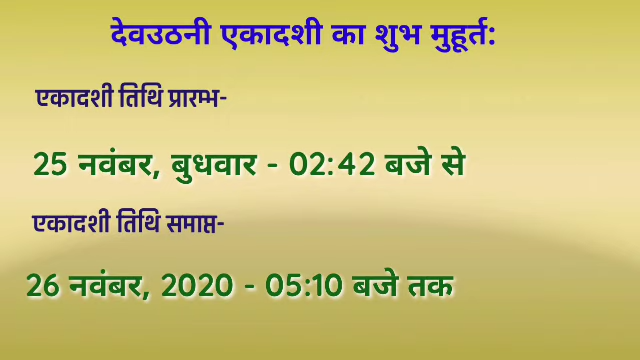 देवउठनी एकादशी का शुभ मुहूर्त:
एकादशी तिथि प्रारम्भ-
25 नवंबर, बुधवार - 02:42 बजे से
एकादशी तिथि समाप्त-
26 नवंबर, 2020 - 05:10 बजे तक